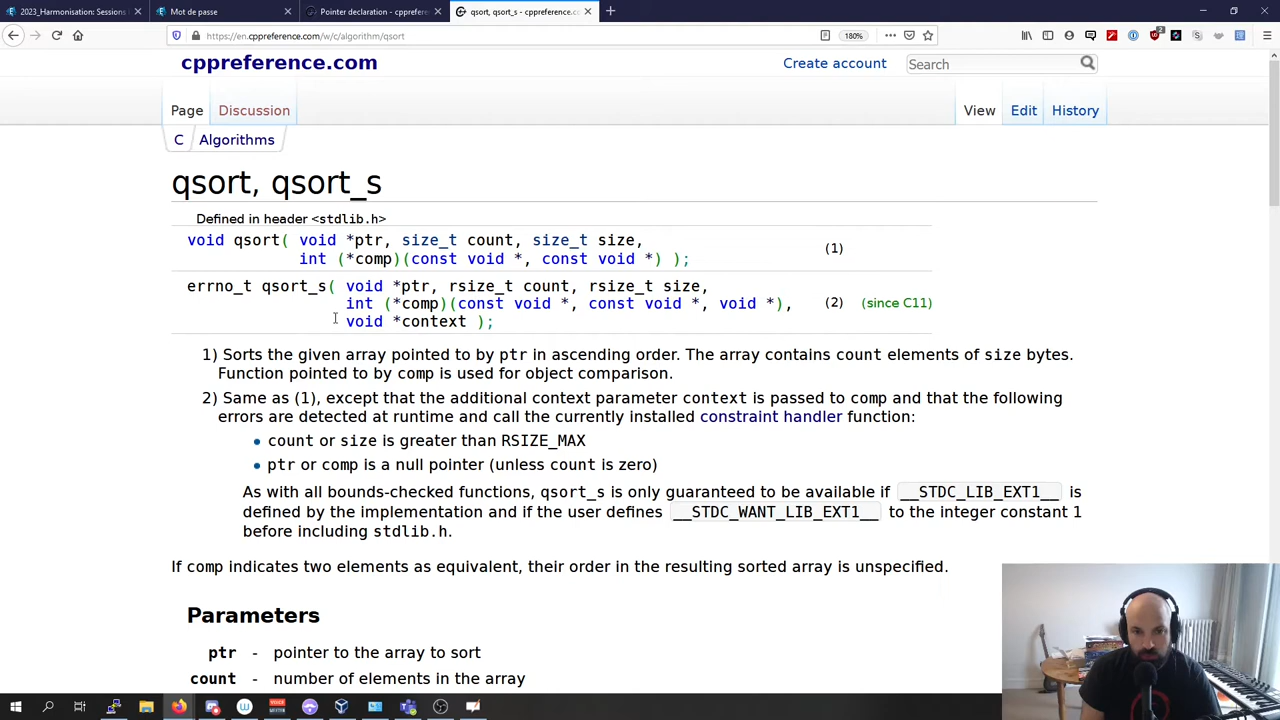 2023_Harmonisation: Sessions
Mot de passe
Pointer declaration - cpprefere
qsort, qsort_s - cppreference.co
https://en.cppreference.com/w/c/algorithm/qsort
180%
cppreference.com
Create account
Search
Page
Discussion
View
Edit
History
C
Algorithms
qsort, qsort_s
Defined in header <stdlib.h>
void qsort( void *ptr, size_t count, size_t size,
int (*comp)(const void *, const void *) );
(1)
errno_t qsort_s( void *ptr, rsize_t count, rsize_t size,
int (*comp)(const void *, const void *, void *),
void *context );
(2)
(since C11)
1) Sorts the given array pointed to by ptr in ascending order. The array contains count elements of size bytes.
Function pointed to by comp is used for object comparison.
2) Same as (1), except that the additional context parameter context is passed to comp and that the following
errors are detected at runtime and call the currently installed constraint handler function:
count or size is greater than RSIZE_MAX
ptr or comp is a null pointer (unless count is zero)
As with all bounds-checked functions, qsort_s is only guaranteed to be available if __STDC_LIB_EXT1__ is
defined by the implementation and if the user defines __STDC_WANT_LIB_EXT1__ to the integer constant 1
before including stdlib.h.
If comp indicates two elements as equivalent, their order in the resulting sorted array is unspecified.
Parameters
ptr - pointer to the array to sort
count - number of elements in the array